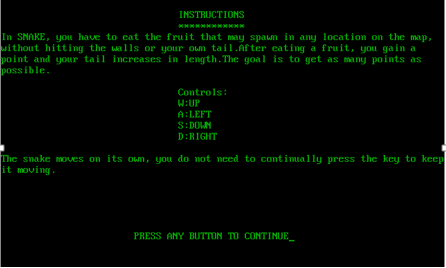 INSTRUCTIONS
************
In SNAKE, you have to eat the fruit that may spawn in any location on the map,
without hitting the walls or your own tail.After eating a fruit, you gain a
point and your tail increases in length.The goal is to get as many points as
possible.
Controls:
W:UP
A:LEFT
S:DOWN
D:RIGHT
The snake moves on its own, you do not need to continually press the key to keep
it moving.
PRESS ANY BUTTON TO CONTINUE_